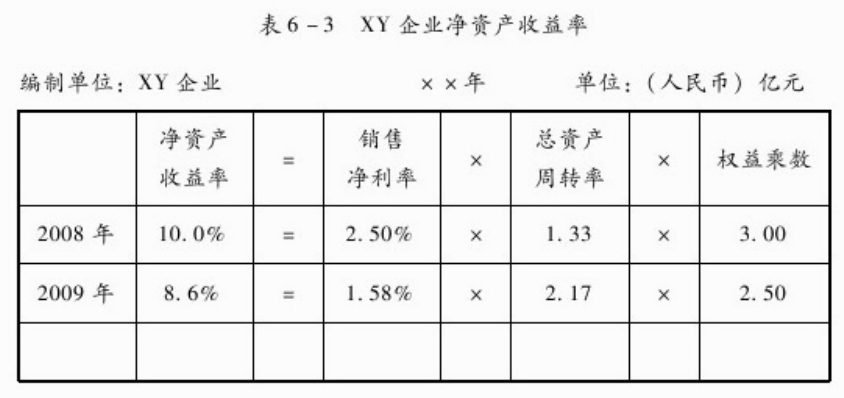 表 6-3 XY 企业净资产收益率
编制单位：XY 企业 ××年 单位：（人民币）亿元
净资产收益率 = 销售净利率 × 总资产周转率 × 权益乘数
2008 年 10.0% = 2.50% × 1.33 × 3.00
2009 年 8.6% = 1.58% × 2.17 × 2.50